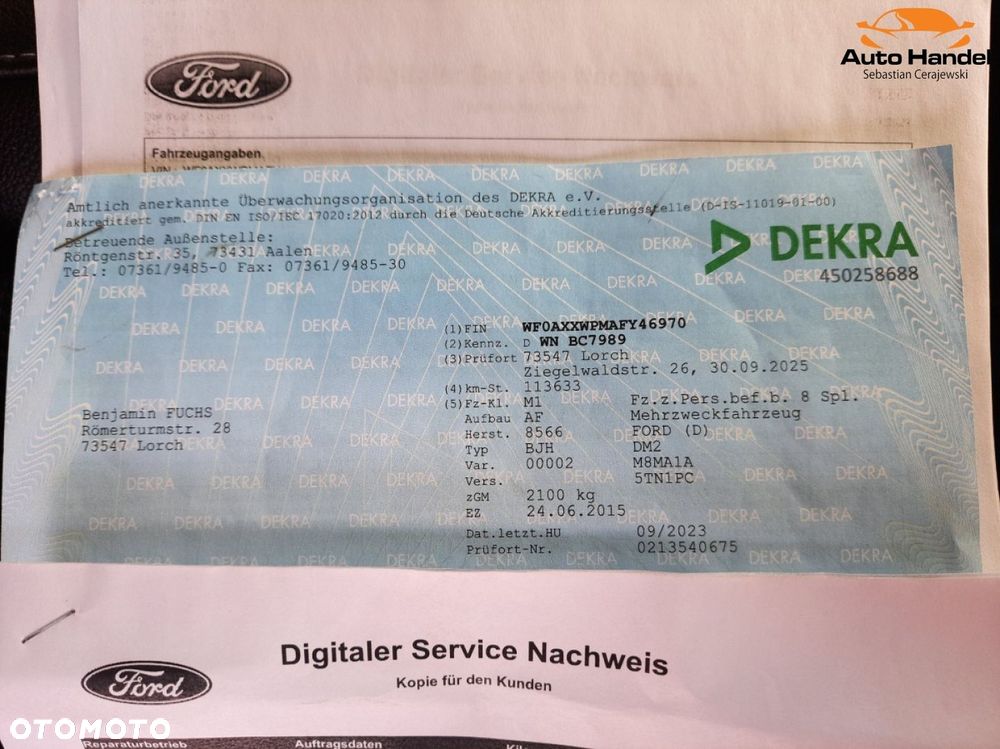 Auto Handel
Sebastian Cerajewski
Ford
Fahrzeugangaben
Amtlich anerkannte Überwachungsorganisation des DEKRA e.V.
akkreditiert gem. DIN EN ISO/IEC 17020:2012 durch die Deutsche Akkreditierungsstelle (D-IS-11019-01-00)
Betreuende Außenstelle:
Röntgenstr. 35, 73431 Aalen
Tel.: 07361/9485-0 Fax: 07361/9485-30
DEKRA
450258688
(1) FIN WF0AXXWPMAFY46970
(2) Kennz. D WN BC7989
(3) Prüfort 73547 Lorch
Ziegelwaldstr. 26, 30.09.2025
(4) km-St. 113633
(5) Fz-Kl. M1 Fz.z.Pers.bef.b. 8 Spl.
Aufbau AF Mehrzweckfahrzeug
Herst. 8566 FORD (D)
Typ BJH DM2
Var. 00002 M8MA1A
Vers. 5TN1PC
zGM 2100 kg
EZ 24.06.2015
Dat.letzt.HU 09/2023
Prüfort-Nr. 0213540675
Benjamin FUCHS
Römerturmstr. 28
73547 Lorch
Digitaler Service Nachweis
Kopie für den Kunden
Ford
OTOMOTO
Reparaturbetrieb Auftragsdaten